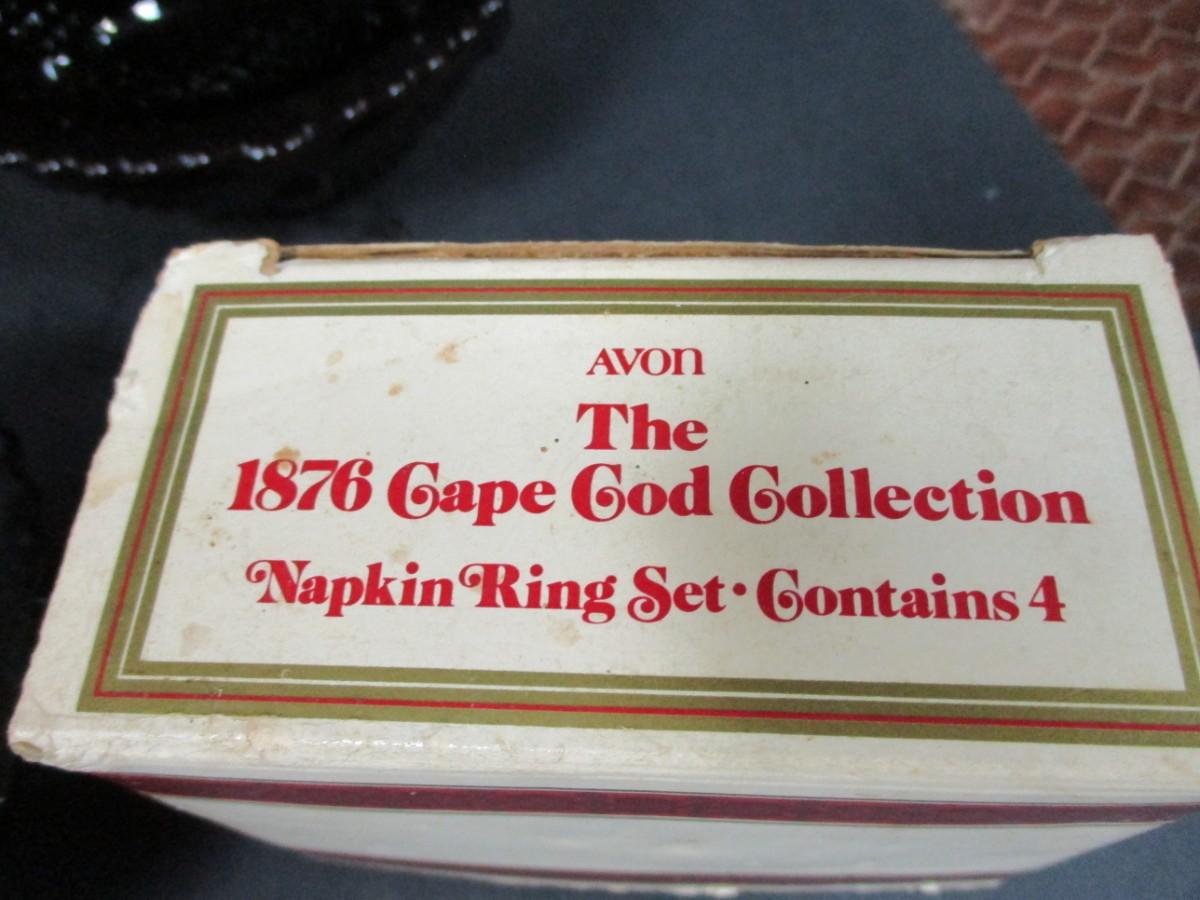 AVON
The
1876 Cape Cod Collection
Napkin Ring Set • Contains 4